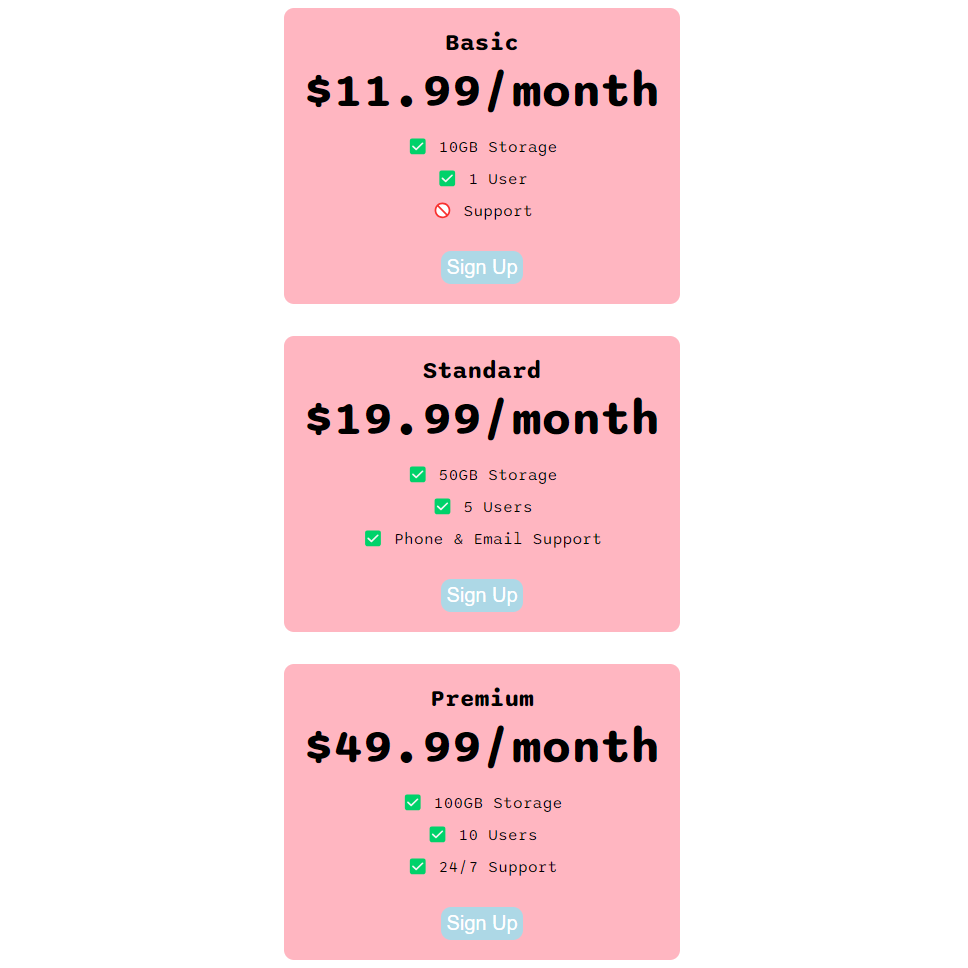 Basic
$11.99/month
✅ 10GB Storage
✅ 1 User
🚫 Support
Sign Up
Standard
$19.99/month
✅ 50GB Storage
✅ 5 Users
✅ Phone & Email Support
Sign Up
Premium
$49.99/month
✅ 100GB Storage
✅ 10 Users
✅ 24/7 Support
Sign Up